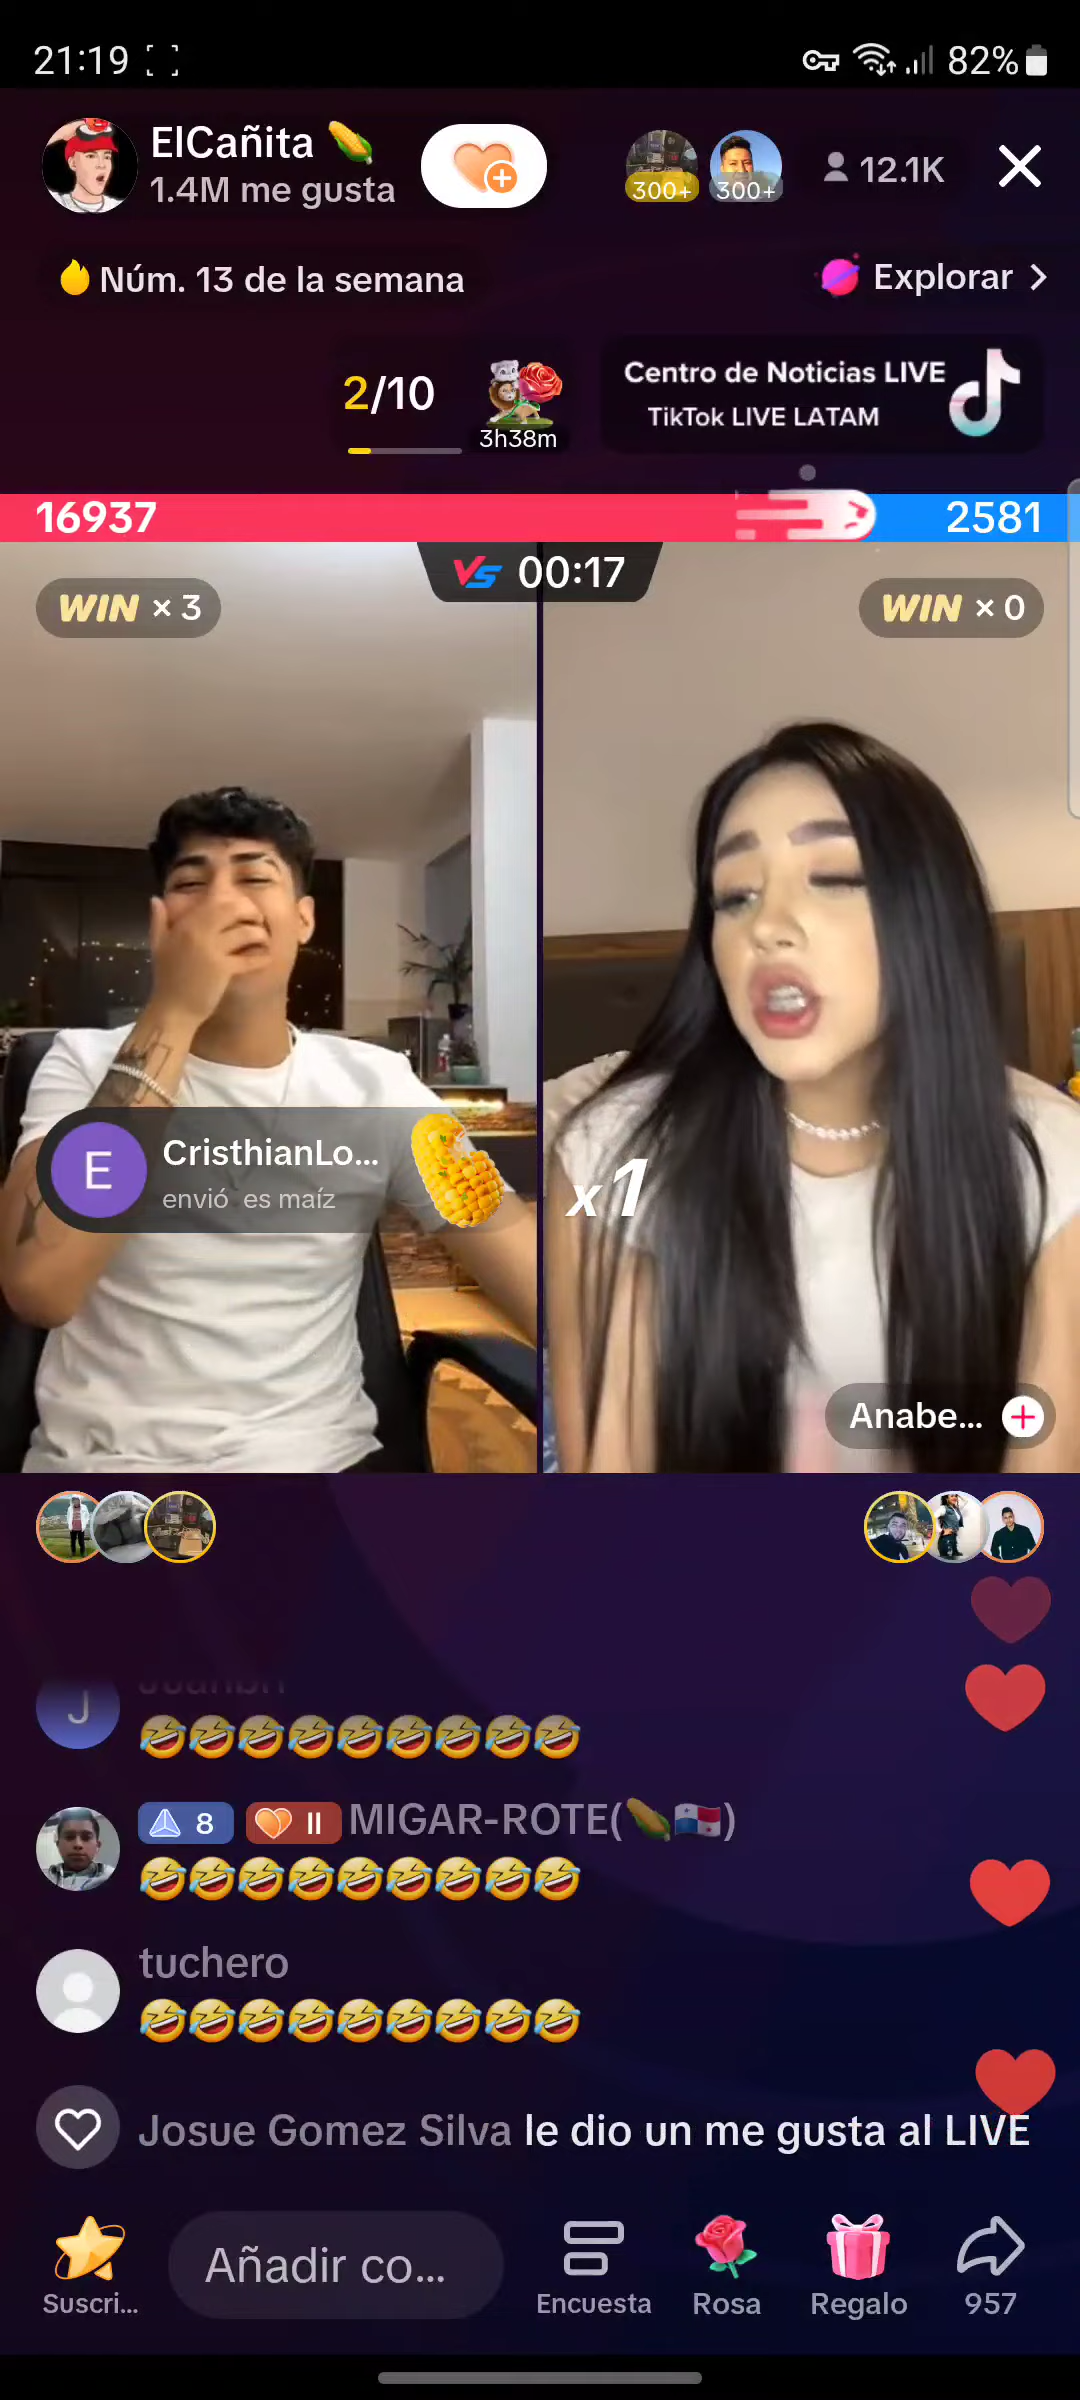 21:19
82%
ElCañita 🌽
1.4M me gusta
300+
300+
12.1K
Núm. 13 de la semana
Explorar
2/10
3h38m
Centro de Noticias LIVE
TikTok LIVE LATAM
16937
2581
VS 00:17
WIN × 3
WIN × 0
E
CristhianLo...
envió es maíz
x1
Anabe...
J
🤣🤣🤣🤣🤣🤣🤣🤣🤣
8 II MIGAR-ROTE(🌽🇵🇦)
🤣🤣🤣🤣🤣🤣🤣🤣🤣
tuchero
🤣🤣🤣🤣🤣🤣🤣🤣🤣
Josue Gomez Silva le dio un me gusta al LIVE
Suscri...
Añadir co...
Encuesta
Rosa
Regalo
957